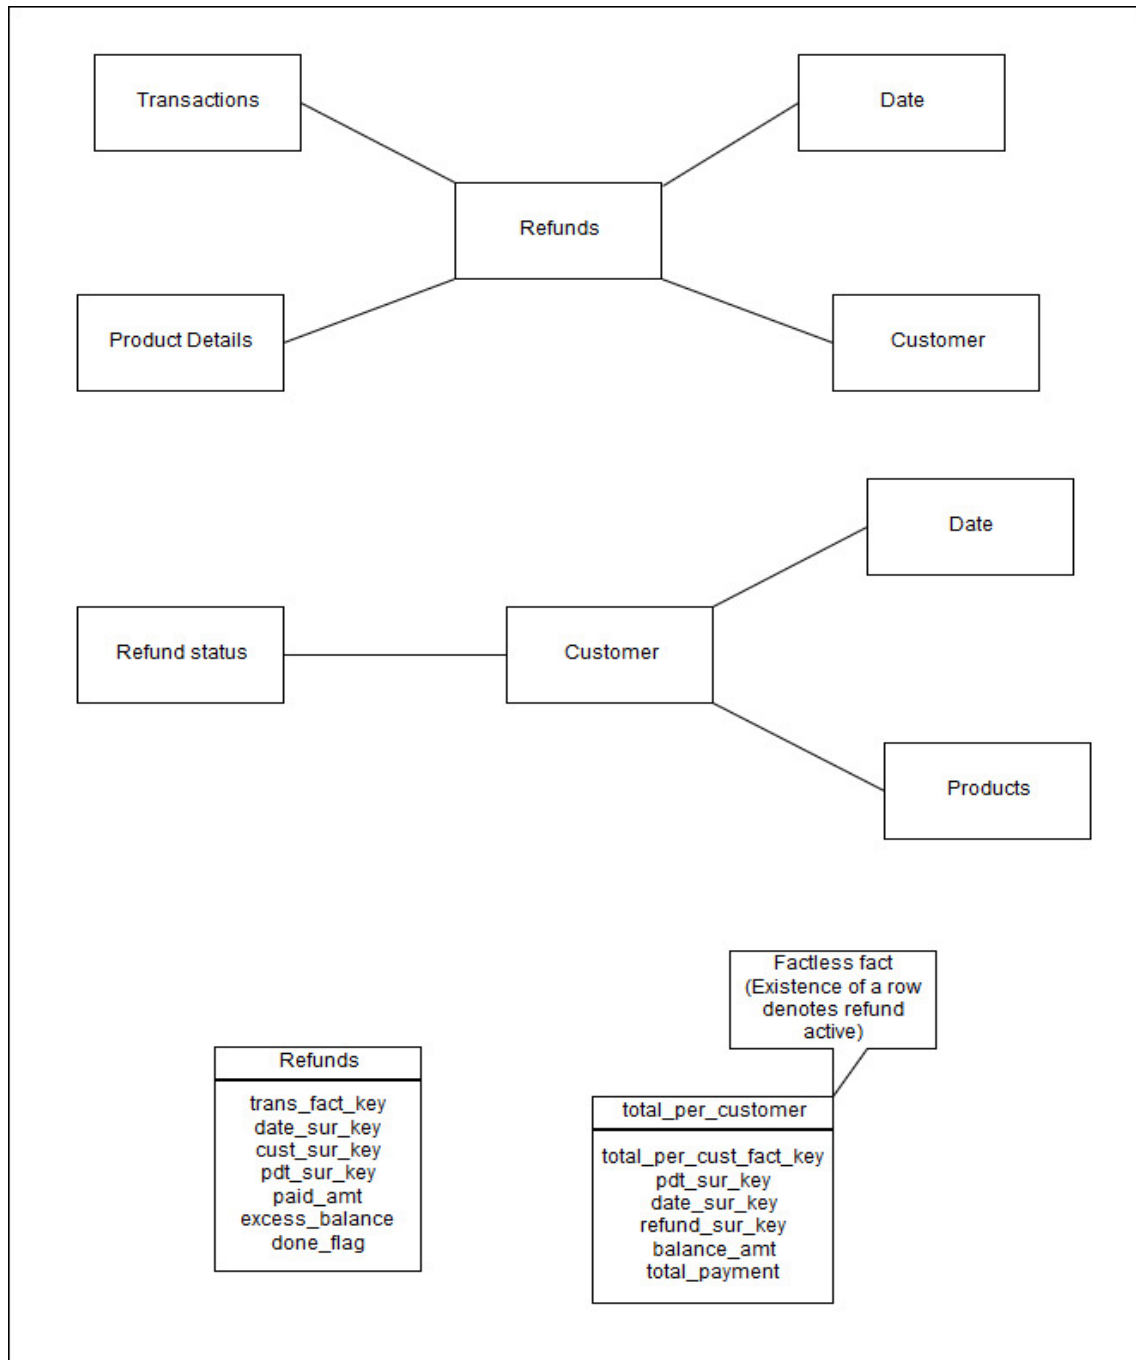 Transactions
Date
Refunds
Product Details
Customer
Date
Refund status
Customer
Products
Factless fact
(Existence of a row
denotes refund
active)
Refunds
trans_fact_key
date_sur_key
cust_sur_key
pdt_sur_key
paid_amt
excess_balance
done_flag
total_per_customer
total_per_cust_fact_key
pdt_sur_key
date_sur_key
refund_sur_key
balance_amt
total_payment